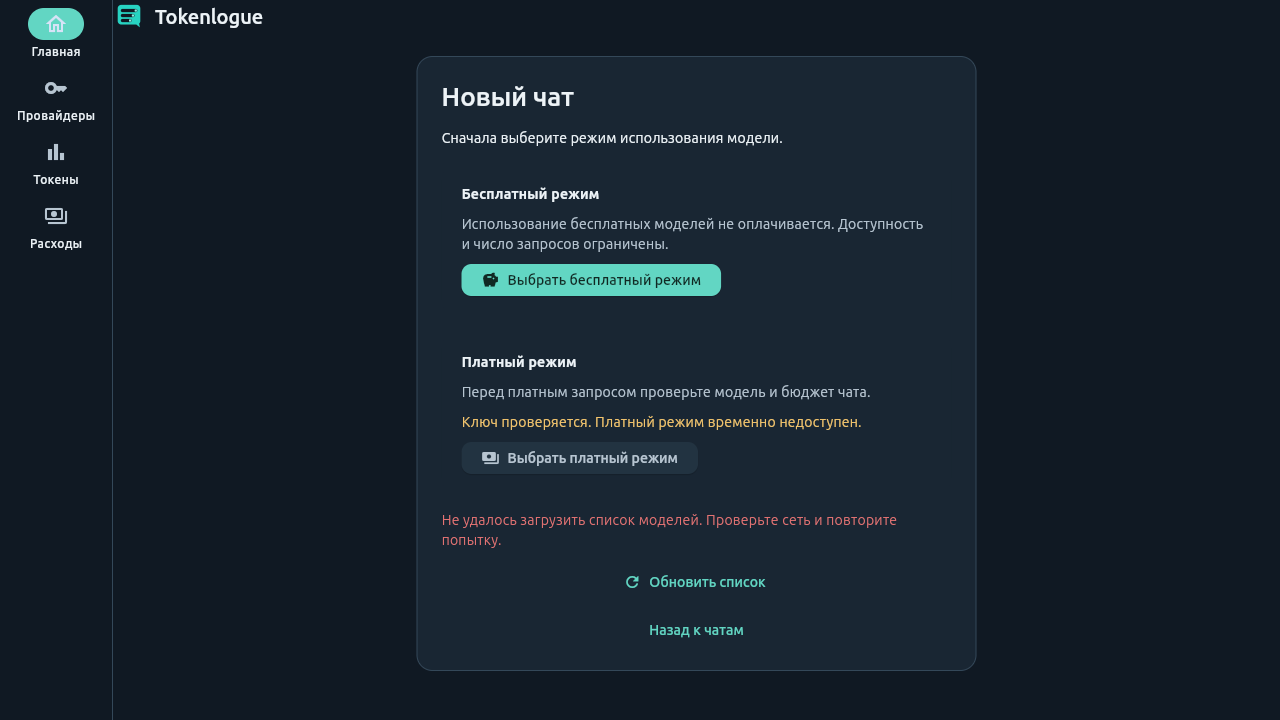 Tokenlogue
Главная
Провайдеры
Токены
Расходы
Новый чат
Сначала выберите режим использования модели.
Бесплатный режим
Использование бесплатных моделей не оплачивается. Доступность
и число запросов ограничены.
Выбрать бесплатный режим
Платный режим
Перед платным запросом проверьте модель и бюджет чата.
Ключ проверяется. Платный режим временно недоступен.
Выбрать платный режим
Не удалось загрузить список моделей. Проверьте сеть и повторите
попытку.
Обновить список
Назад к чатам